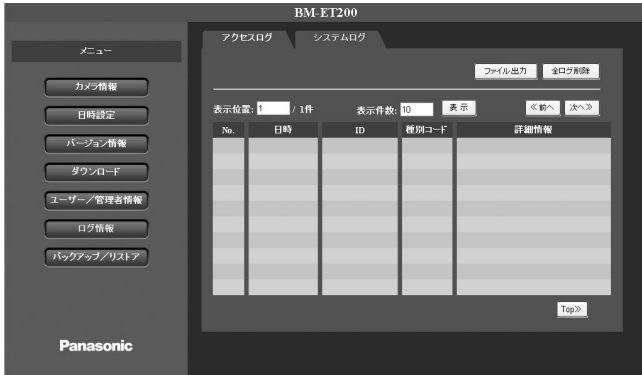 BM-ET200
メニュー
カメラ情報
日時設定
バージョン情報
ダウンロード
ユーザー／管理者情報
ログ情報
バックアップ／リストア
Panasonic
アクセスログ システムログ
ファイル出力 全ログ削除
表示位置: 1 / 1件 表示件数: 10 表示 ≪前へ 次へ≫
No. 日時 ID 種別コード 詳細情報
Top≫